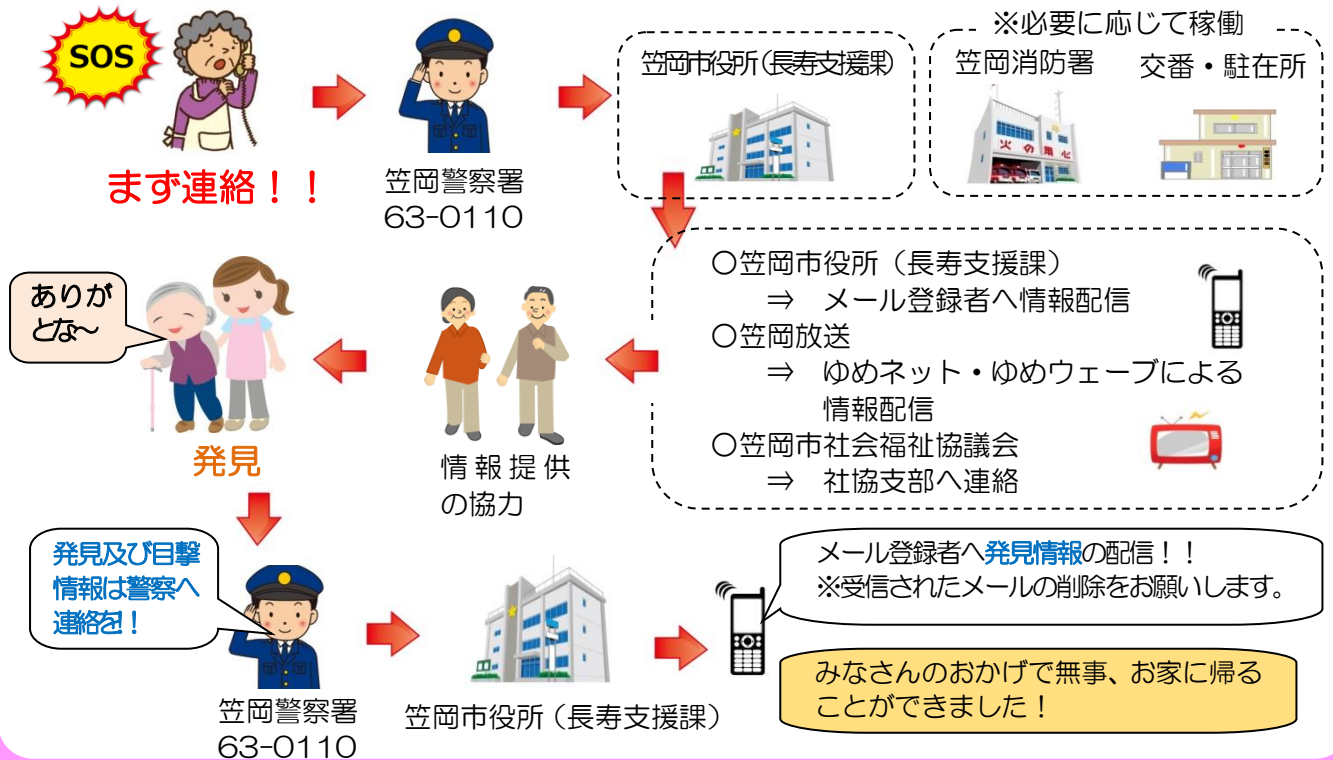 SOS
まず連絡！！
笠岡警察署
63-0110
笠岡市役所（長寿支援課）
※必要に応じて稼働
笠岡消防署
交番・駐在所
火の用心
〇笠岡市役所（長寿支援課）
⇒ メール登録者へ情報配信
〇笠岡放送
⇒ ゆめネット・ゆめウェーブによる
情報配信
〇笠岡市社会福祉協議会
⇒ 社協支部へ連絡
情報提供
の協力
ありが
とな～
発見
発見及び目撃
情報は警察へ
連絡を！
笠岡警察署
63-0110
笠岡市役所（長寿支援課）
メール登録者へ発見情報の配信！！
※受信されたメールの削除をお願いします。
みなさんのおかげで無事、お家に帰る
ことができました！